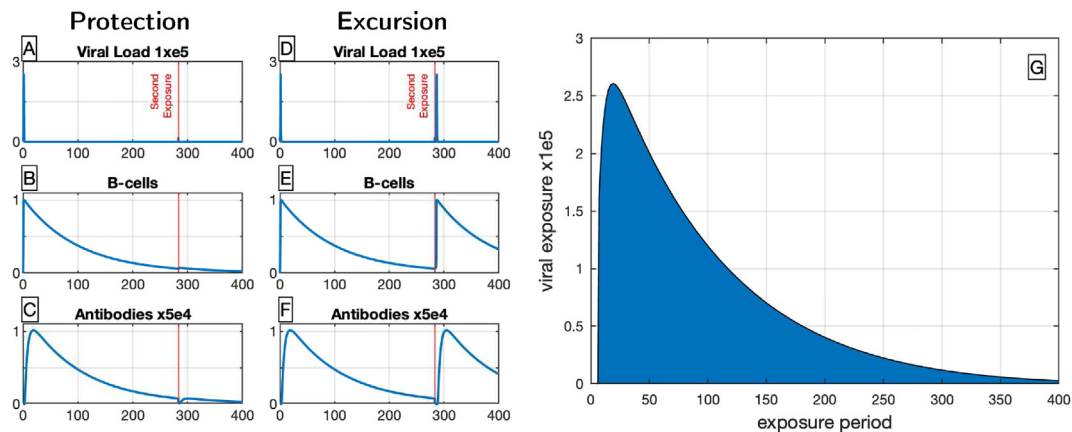 Protection
A
Viral Load 1xe5
3
0
Second
Exposure
0 100 200 300 400
B
B-cells
1
0
0 100 200 300 400
C
Antibodies x5e4
1
0
0 100 200 300 400
Excursion
D
Viral Load 1xe5
3
0
Second
Exposure
0 100 200 300 400
E
B-cells
1
0
0 100 200 300 400
F
Antibodies x5e4
1
0
0 100 200 300 400
G
viral exposure x1e5
3
2.5
2
1.5
1
0.5
0
0 50 100 150 200 250 300 350 400
exposure period